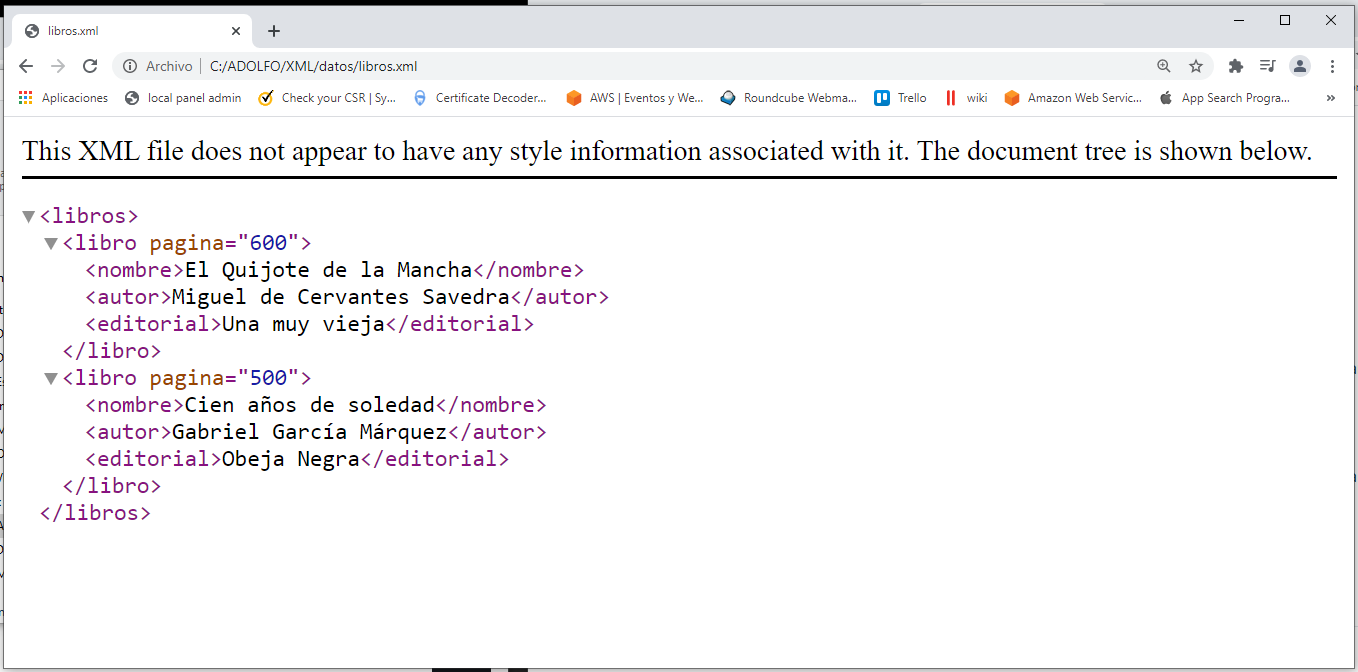 libros.xml
Archivo | C:/ADOLFO/XML/datos/libros.xml
Aplicaciones local panel admin Check your CSR | Sy... Certificate Decoder... AWS | Eventos y We... Roundcube Webma... Trello wiki Amazon Web Servic... App Search Progra... »
This XML file does not appear to have any style information associated with it. The document tree is shown below.
<libros>
<libro pagina="600">
<nombre>El Quijote de la Mancha</nombre>
<autor>Miguel de Cervantes Savedra</autor>
<editorial>Una muy vieja</editorial>
</libro>
<libro pagina="500">
<nombre>Cien años de soledad</nombre>
<autor>Gabriel García Márquez</autor>
<editorial>Obeja Negra</editorial>
</libro>
</libros>